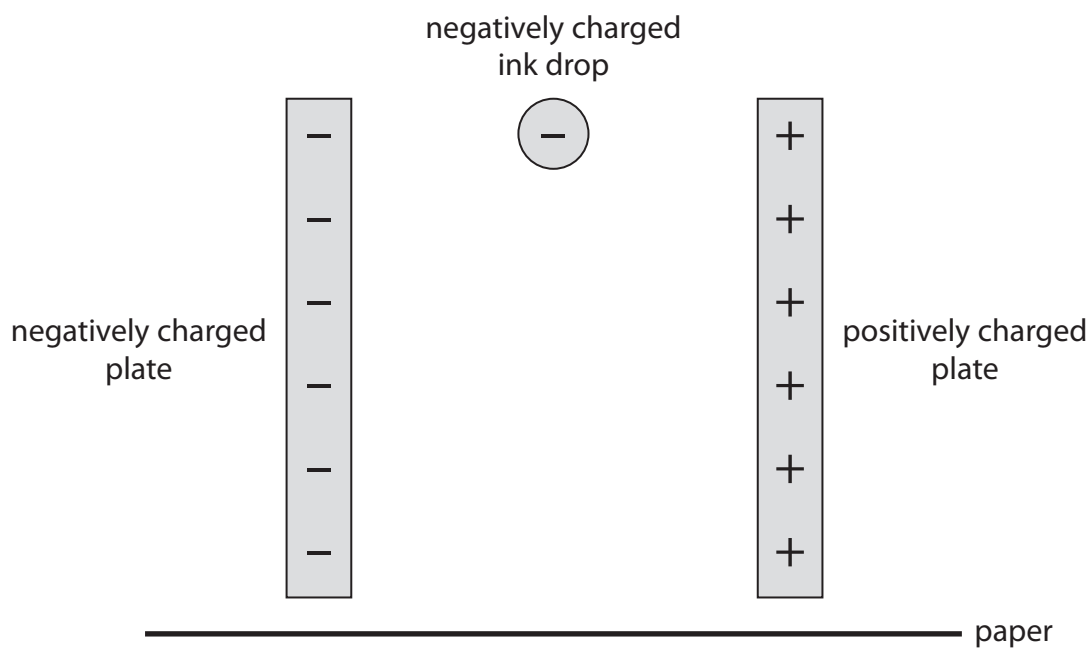 negatively charged
ink drop
−
− +
− +
− +
negatively charged
plate
positively charged
plate
− +
− +
− +
paper